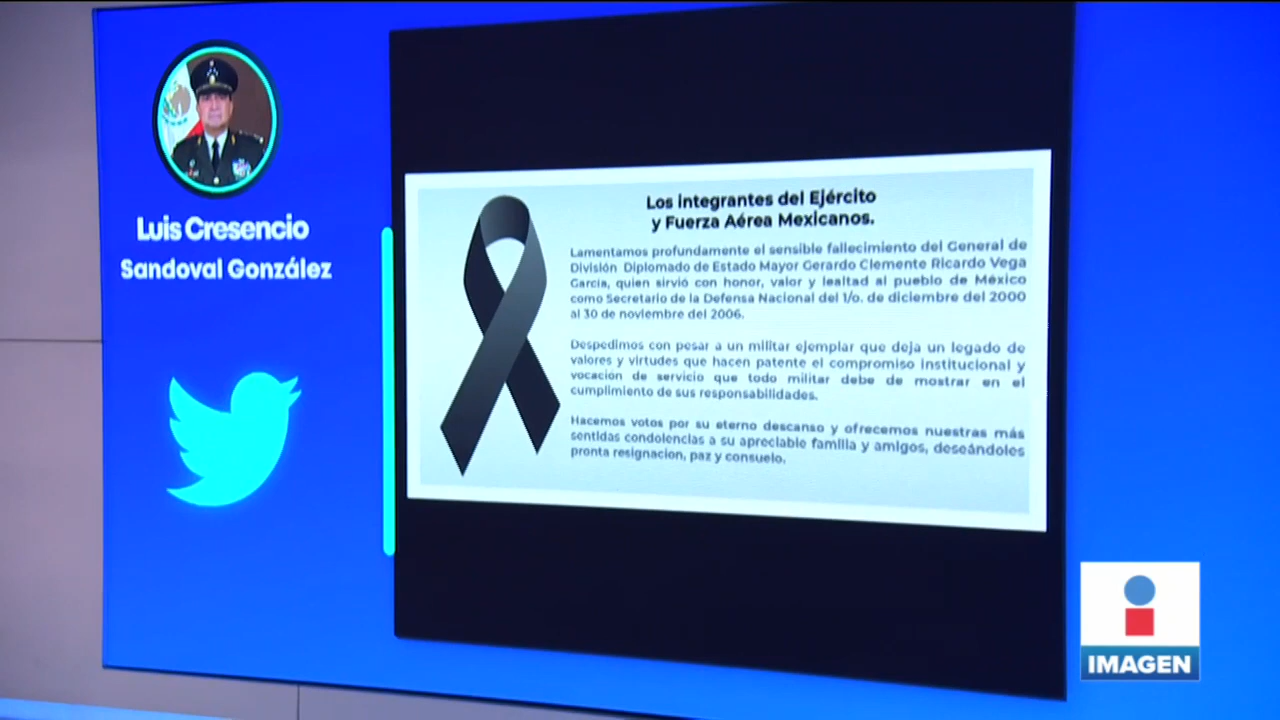 Luis Cresencio
Sandoval González
Los integrantes del Ejército
y Fuerza Aérea Mexicanos.
Lamentamos profundamente el sensible fallecimiento del General de
División Diplomado de Estado Mayor Gerardo Clemente Ricardo Vega
García, quien sirvió con honor, valor y lealtad al pueblo de México
como Secretario de la Defensa Nacional del 1/o. de diciembre del 2000
al 30 de noviembre del 2006.
Despedimos con pesar a un militar ejemplar que deja un legado de
valores y virtudes que hacen patente el compromiso institucional y
vocación de servicio que todo militar debe de mostrar en el
cumplimiento de sus responsabilidades.
Hacemos votos por su eterno descanso y ofrecemos nuestras más
sentidas condolencias a su apreciable familia y amigos, deseándoles
pronta resignacion, paz y consuelo.
IMAGEN